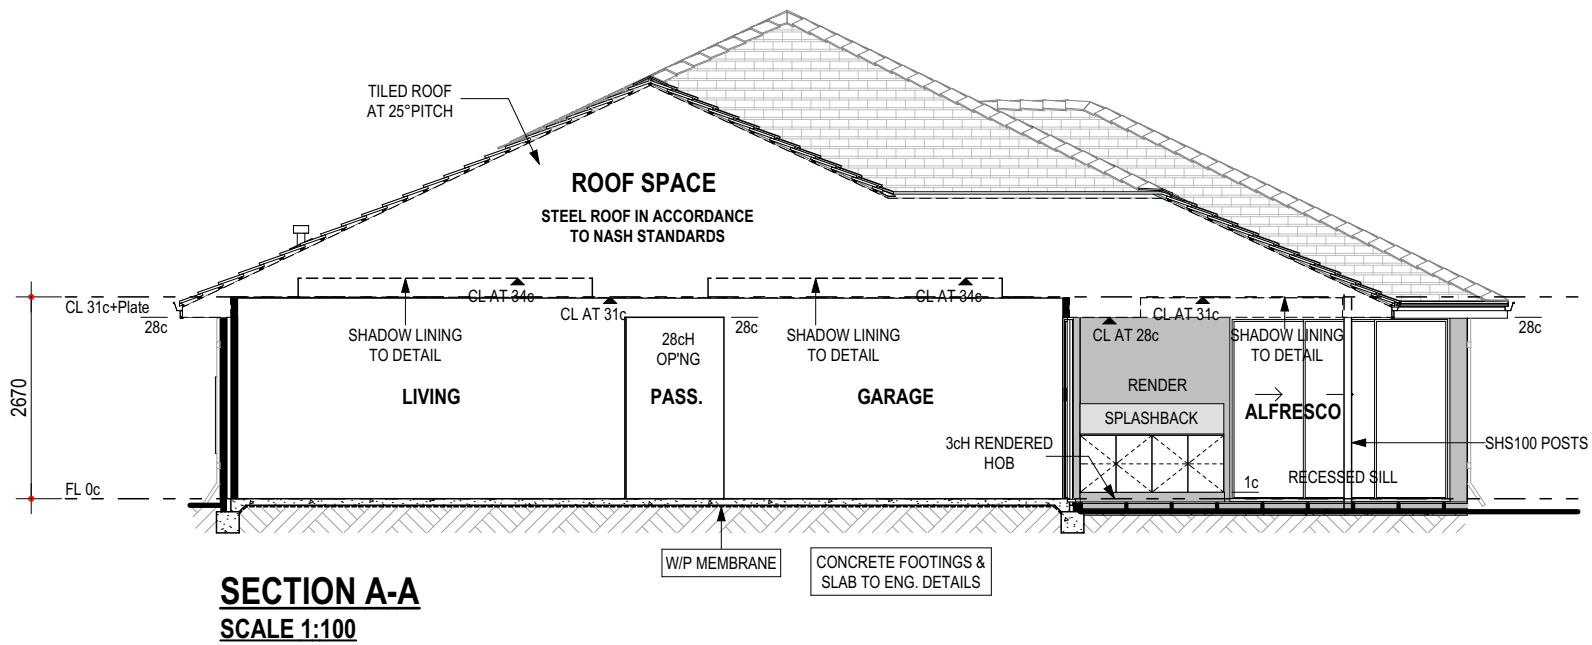 TILED ROOF
AT 25°PITCH
ROOF SPACE
STEEL ROOF IN ACCORDANCE
TO NASH STANDARDS
CL 31c+Plate
28c
CL AT 34c
CL AT 31c
SHADOW LINING
TO DETAIL
28cH
OP'NG
28c
CL AT 34c
SHADOW LINING
TO DETAIL
CL AT 28c
CL AT 31c
SHADOW LINING
TO DETAIL
28c
2670
LIVING
PASS.
GARAGE
RENDER
SPLASHBACK
ALFRESCO
3cH RENDERED
HOB
SHS100 POSTS
FL 0c
1c
RECESSED SILL
W/P MEMBRANE
CONCRETE FOOTINGS &
SLAB TO ENG. DETAILS
SECTION A-A
SCALE 1:100